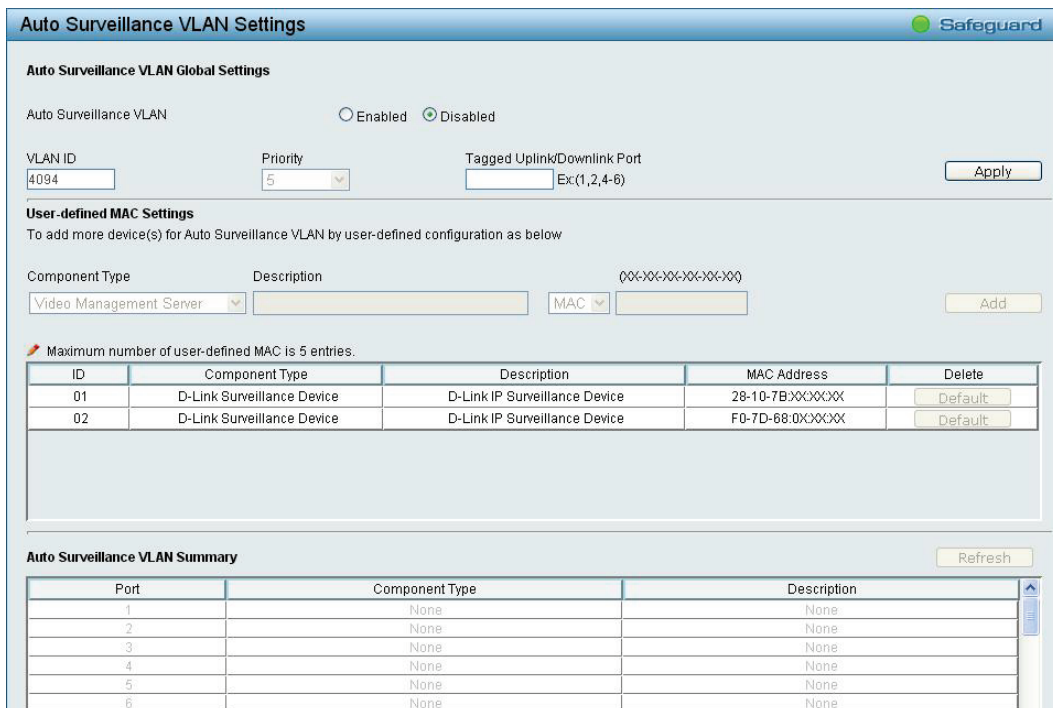 Auto Surveillance VLAN Settings Safeguard
Auto Surveillance VLAN Global Settings
Auto Surveillance VLAN Enabled Disabled
VLAN ID Priority Tagged Uplink/Downlink Port
4094 5 Ex:(1,2,4-6) Apply
User-defined MAC Settings
To add more device(s) for Auto Surveillance VLAN by user-defined configuration as below
Component Type Description (XX-XX-XX-XX-XX-XX)
Video Management Server MAC Add
Maximum number of user-defined MAC is 5 entries.
ID Component Type Description MAC Address Delete
01 D-Link Surveillance Device D-Link IP Surveillance Device 28-10-7B:XX:XX:XX Default
02 D-Link Surveillance Device D-Link IP Surveillance Device F0-7D-68:0X:XX:XX Default
Auto Surveillance VLAN Summary Refresh
Port Component Type Description
1 None None
2 None None
3 None None
4 None None
5 None None
6 None None